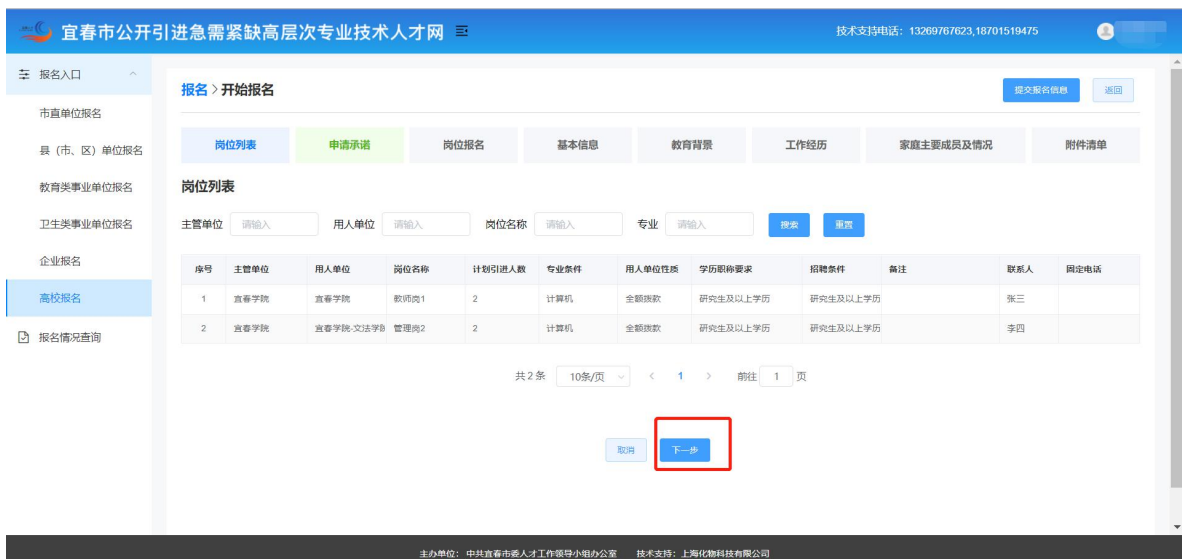 宜春市公开引进急需紧缺高层次专业技术人才网
技术支持电话：13269767623,18701519475
报名入口
市直单位报名
县（市、区）单位报名
教育类事业单位报名
卫生类事业单位报名
企业报名
高校报名
报名情况查询
报名 > 开始报名
提交报名信息 返回
岗位列表 申请承诺 岗位报名 基本信息 教育背景 工作经历 家庭主要成员及情况 附件清单
岗位列表
主管单位 请输入 用人单位 请输入 岗位名称 请输入 专业 请输入 搜索 重置
序号 主管单位 用人单位 岗位名称 计划引进人数 专业条件 用人单位性质 学历职称要求 招聘条件 备注 联系人 固定电话
1 宜春学院 宜春学院 教师岗1 2 计算机 全额拨款 研究生及以上学历 研究生及以上学历 张三
2 宜春学院 宜春学院-文法学院 管理岗2 2 计算机 全额拨款 研究生及以上学历 研究生及以上学历 李四
共2条 10条/页 < 1 > 前往 1 页
取消 下一步
主办单位：中共宜春市委人才工作领导小组办公室 技术支持：上海化物科技有限公司